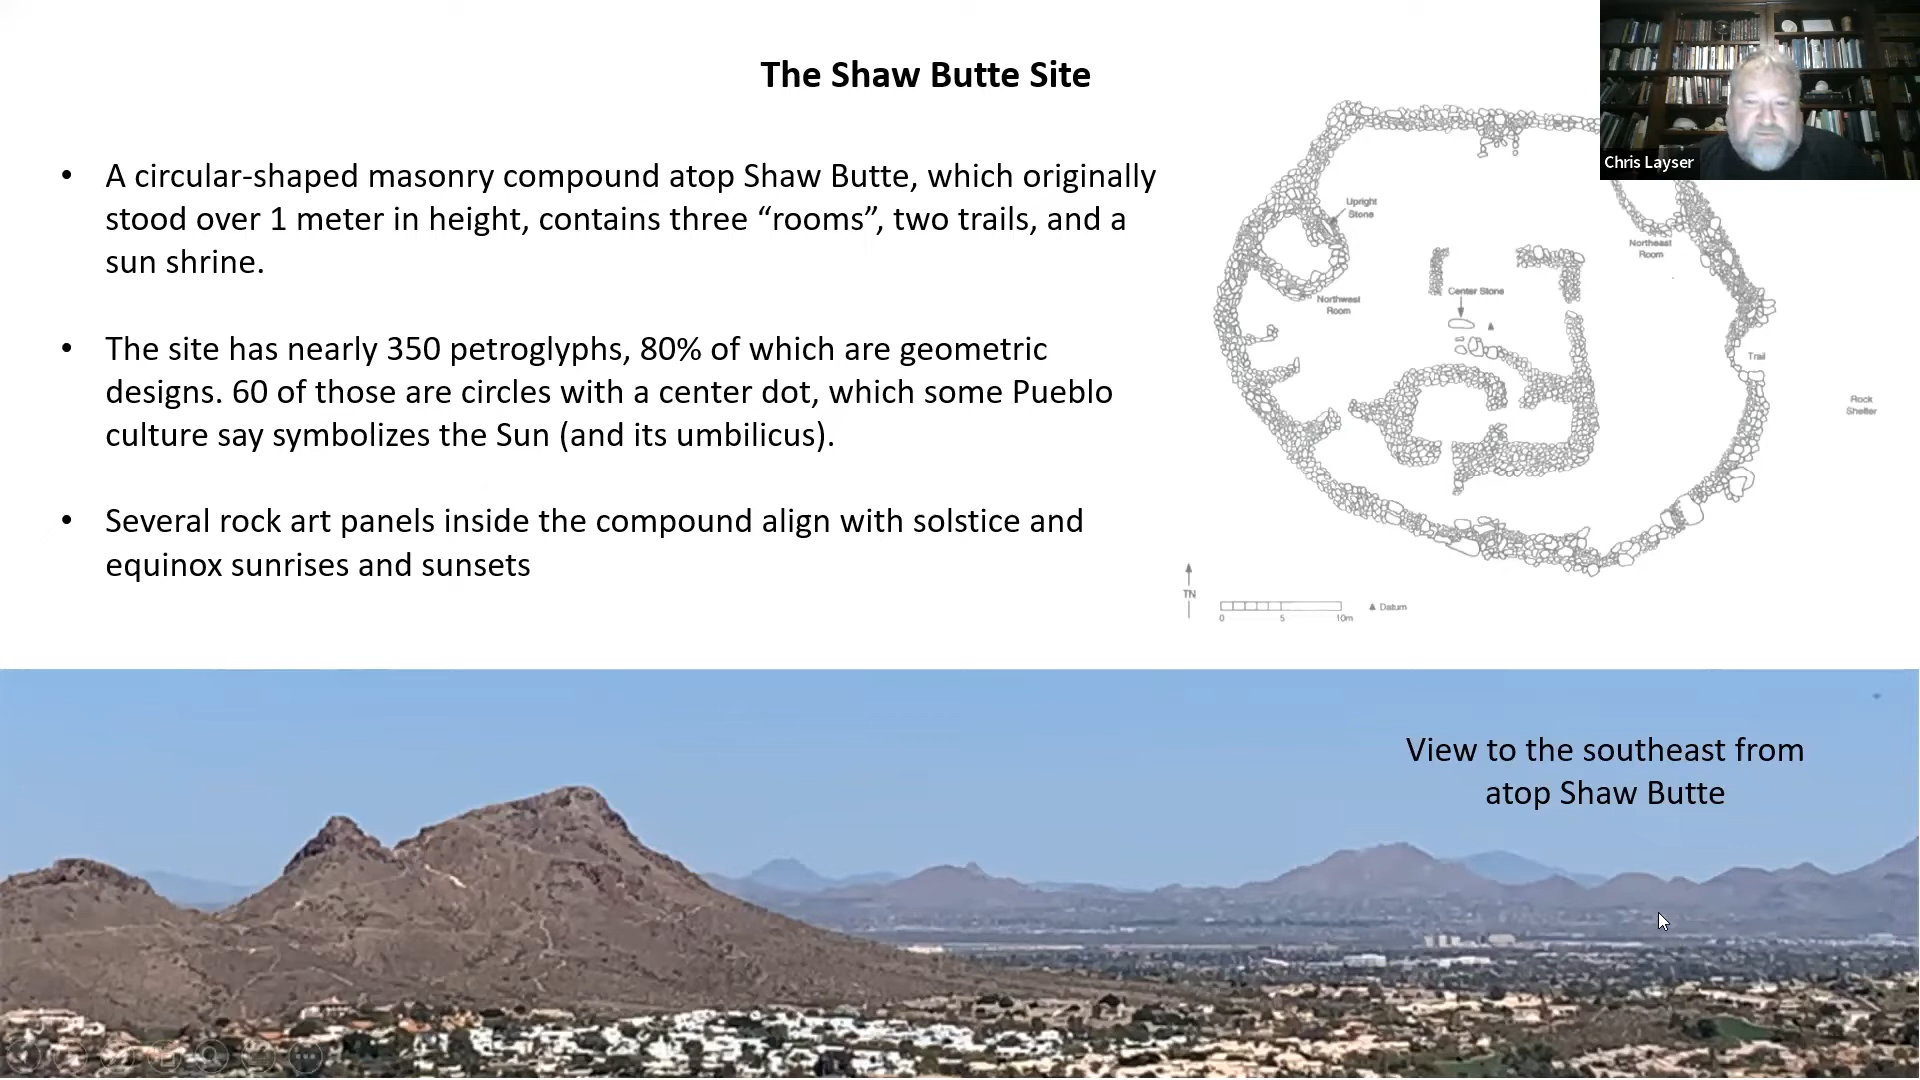 The Shaw Butte Site
Chris Layser
• A circular-shaped masonry compound atop Shaw Butte, which originally
stood over 1 meter in height, contains three “rooms”, two trails, and a
sun shrine.
• The site has nearly 350 petroglyphs, 80% of which are geometric
designs. 60 of those are circles with a center dot, which some Pueblo
culture say symbolizes the Sun (and its umbilicus).
• Several rock art panels inside the compound align with solstice and
equinox sunrises and sunsets
Upright
Stone
Northeast
Room
Center Stone
Northwest
Room
Trail
Rock
Shelter
TN
0 5 10m
Datum
View to the southeast from
atop Shaw Butte